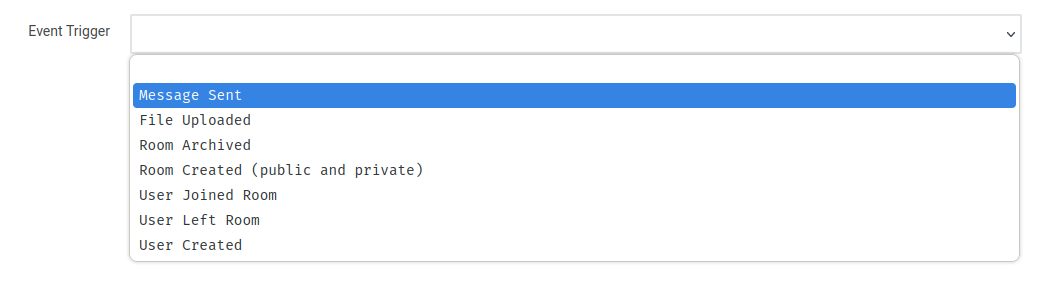 Event Trigger
Message Sent
File Uploaded
Room Archived
Room Created (public and private)
User Joined Room
User Left Room
User Created